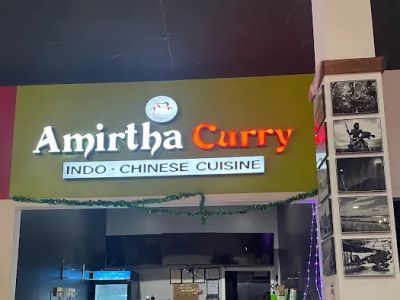 Amirtha Curry
INDO - CHINESE CUISINE